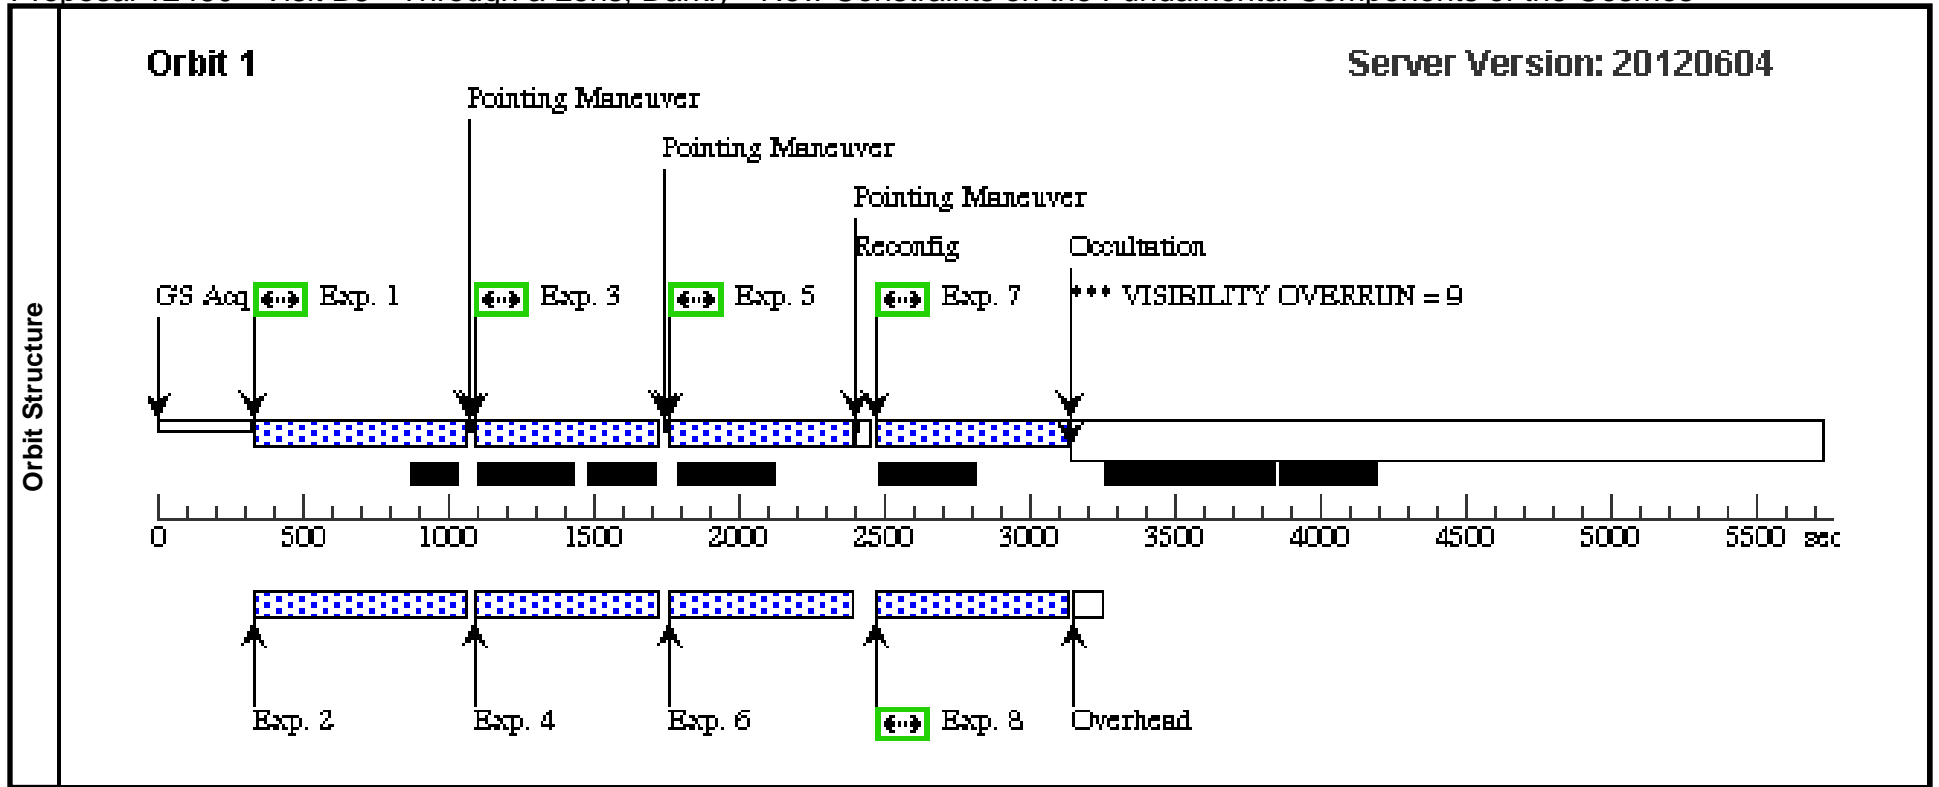 Orbit 1
Server Version: 20120604
Pointing Maneuver
Pointing Maneuver
Pointing Maneuver
Reconfig
Occultation
GS Acq
Exp. 1
Exp. 3
Exp. 5
Exp. 7
*** VISIBILITY OVERRUN = 9
Orbit Structure
0 500 1000 1500 2000 2500 3000 3500 4000 4500 5000 5500 sec
Exp. 2
Exp. 4
Exp. 6
Exp. 8
Overhead